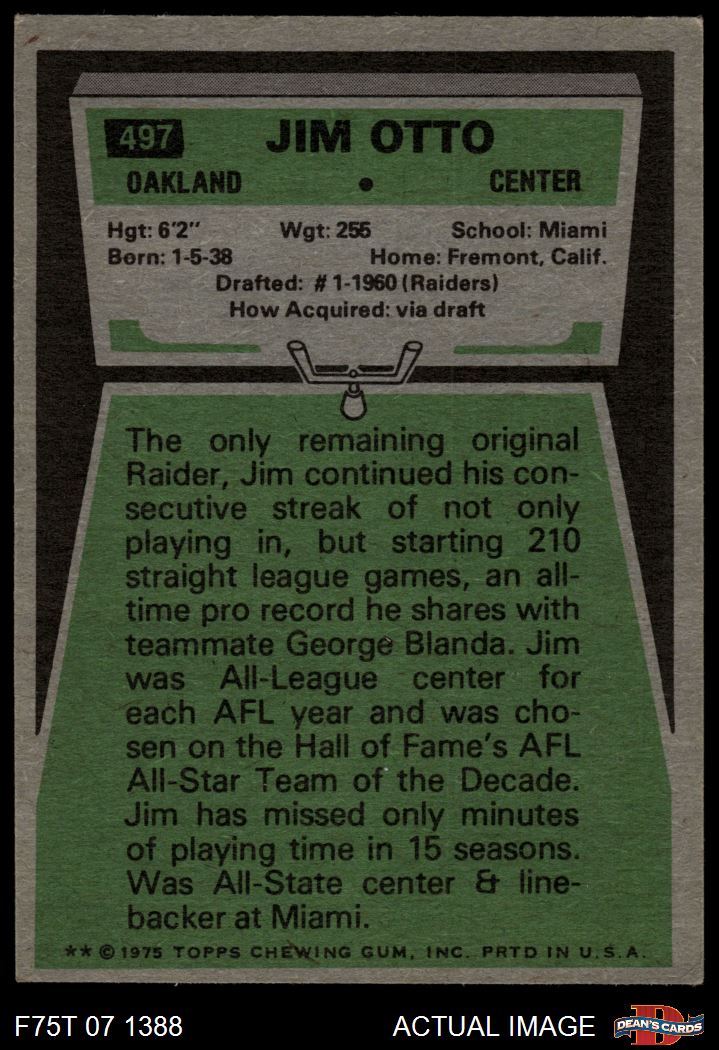 497 JIM OTTO
OAKLAND • CENTER
Hgt: 6'2" Wgt: 255 School: Miami
Born: 1-5-38 Home: Fremont, Calif.
Drafted: # 1-1960 (Raiders)
How Acquired: via draft
The only remaining original
Raider, Jim continued his con-
secutive streak of not only
playing in, but starting 210
straight league games, an all-
time pro record he shares with
teammate George Blanda. Jim
was All-League center for
each AFL year and was cho-
sen on the Hall of Fame's AFL
All-Star Team of the Decade.
Jim has missed only minutes
of playing time in 15 seasons.
Was All-State center & line-
backer at Miami.
** © 1975 TOPPS CHEWING GUM, INC. PRTD IN U.S.A.
F75T 07 1388 ACTUAL IMAGE D DEAN'S CARDS